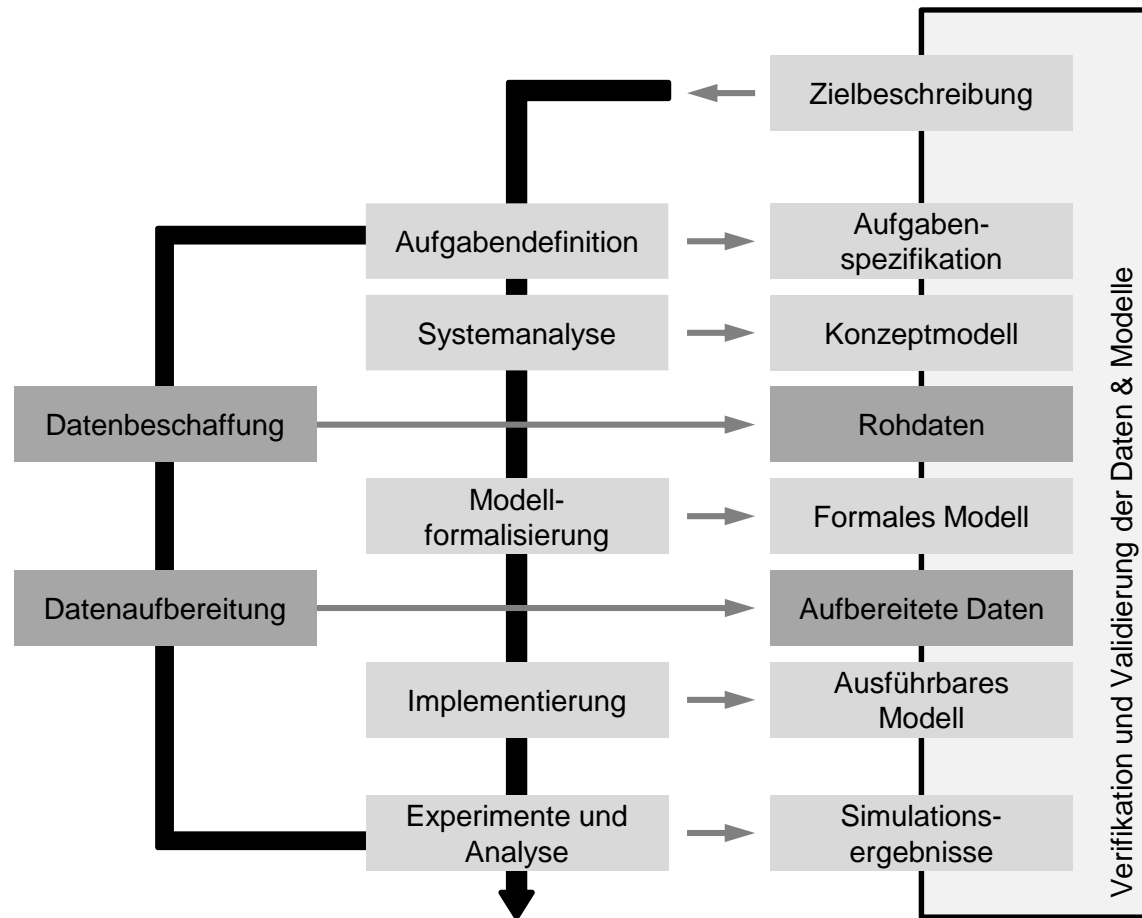 Zielbeschreibung
Aufgabendefinition
Aufgaben-
spezifikation
Systemanalyse
Konzeptmodell
Datenbeschaffung
Rohdaten
Modell-
formalisierung
Formales Modell
Datenaufbereitung
Aufbereitete Daten
Implementierung
Ausführbares
Modell
Experimente und
Analyse
Simulations-
ergebnisse
Verifikation und Validierung der Daten & Modelle